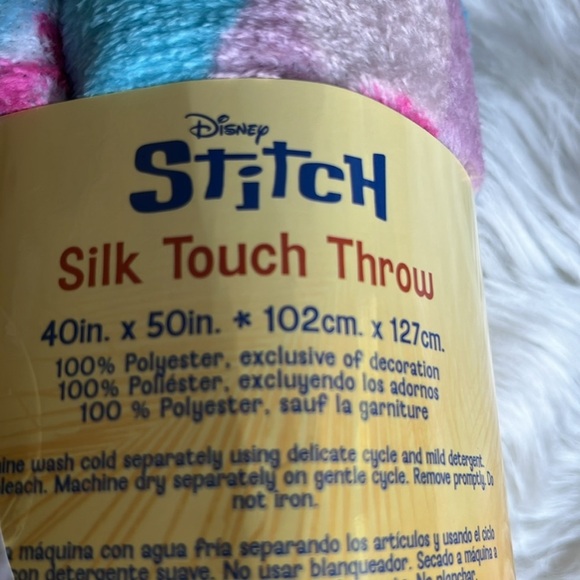 Disney
Stitch
Silk Touch Throw
40in. x 50in. * 102cm. x 127cm.
100% Polyester, exclusive of decoration
100% Poliéster, excluyendo los adornos
100 % Polyester, sauf la garniture
wash cold separately using delicate cycle and mild detergent.
Machine dry separately on gentle cycle. Remove promptly. Do
not iron.
máquina con agua fría separando los artículos y usando el ciclo
detergente suave. No usar blanqueador. Secado a máquina a
No planchar.